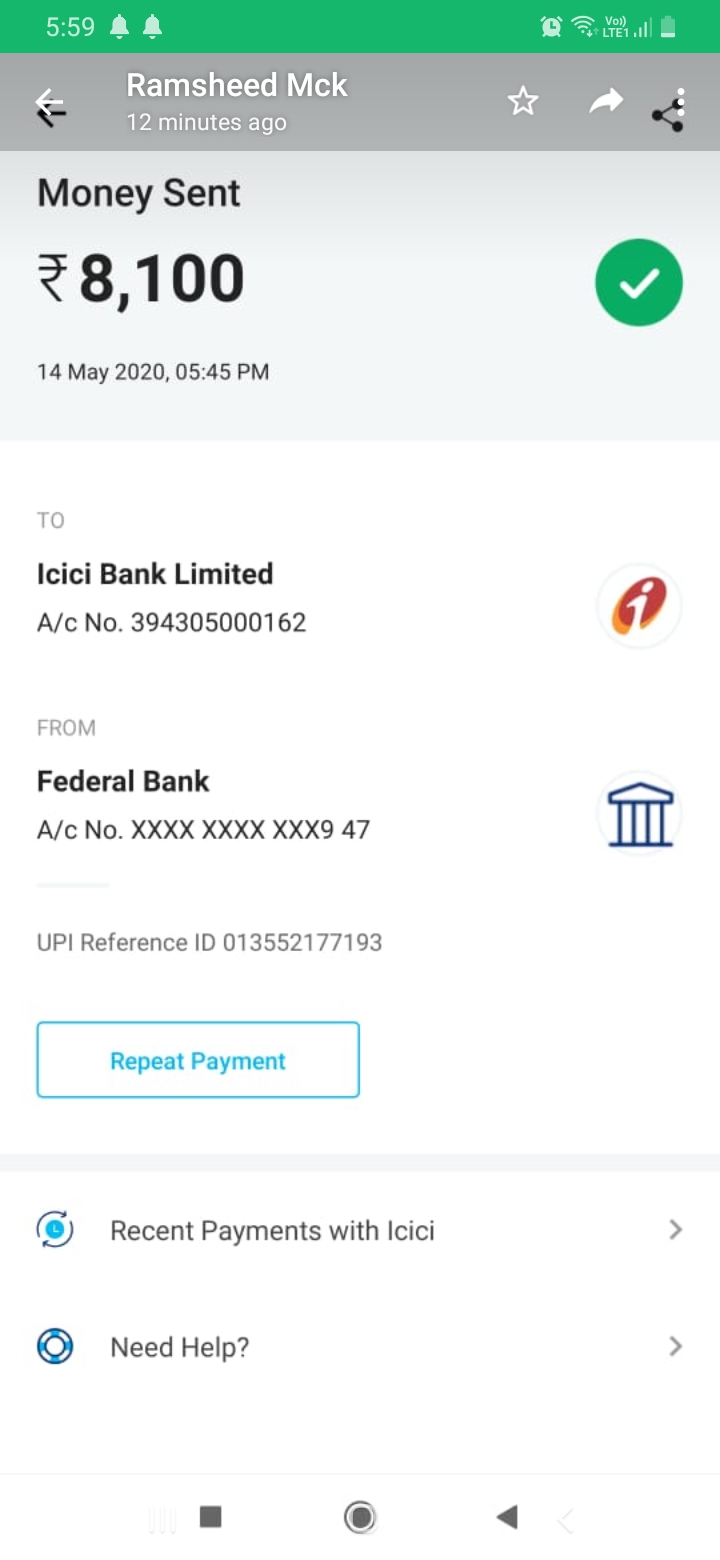 5:59
Vo))
LTE1
Ramsheed Mck
12 minutes ago
Money Sent
₹8,100
14 May 2020, 05:45 PM
TO
Icici Bank Limited
A/c No. 394305000162
FROM
Federal Bank
A/c No. XXXX XXXX XXX9 47
UPI Reference ID 013552177193
Repeat Payment
Recent Payments with Icici
Need Help?